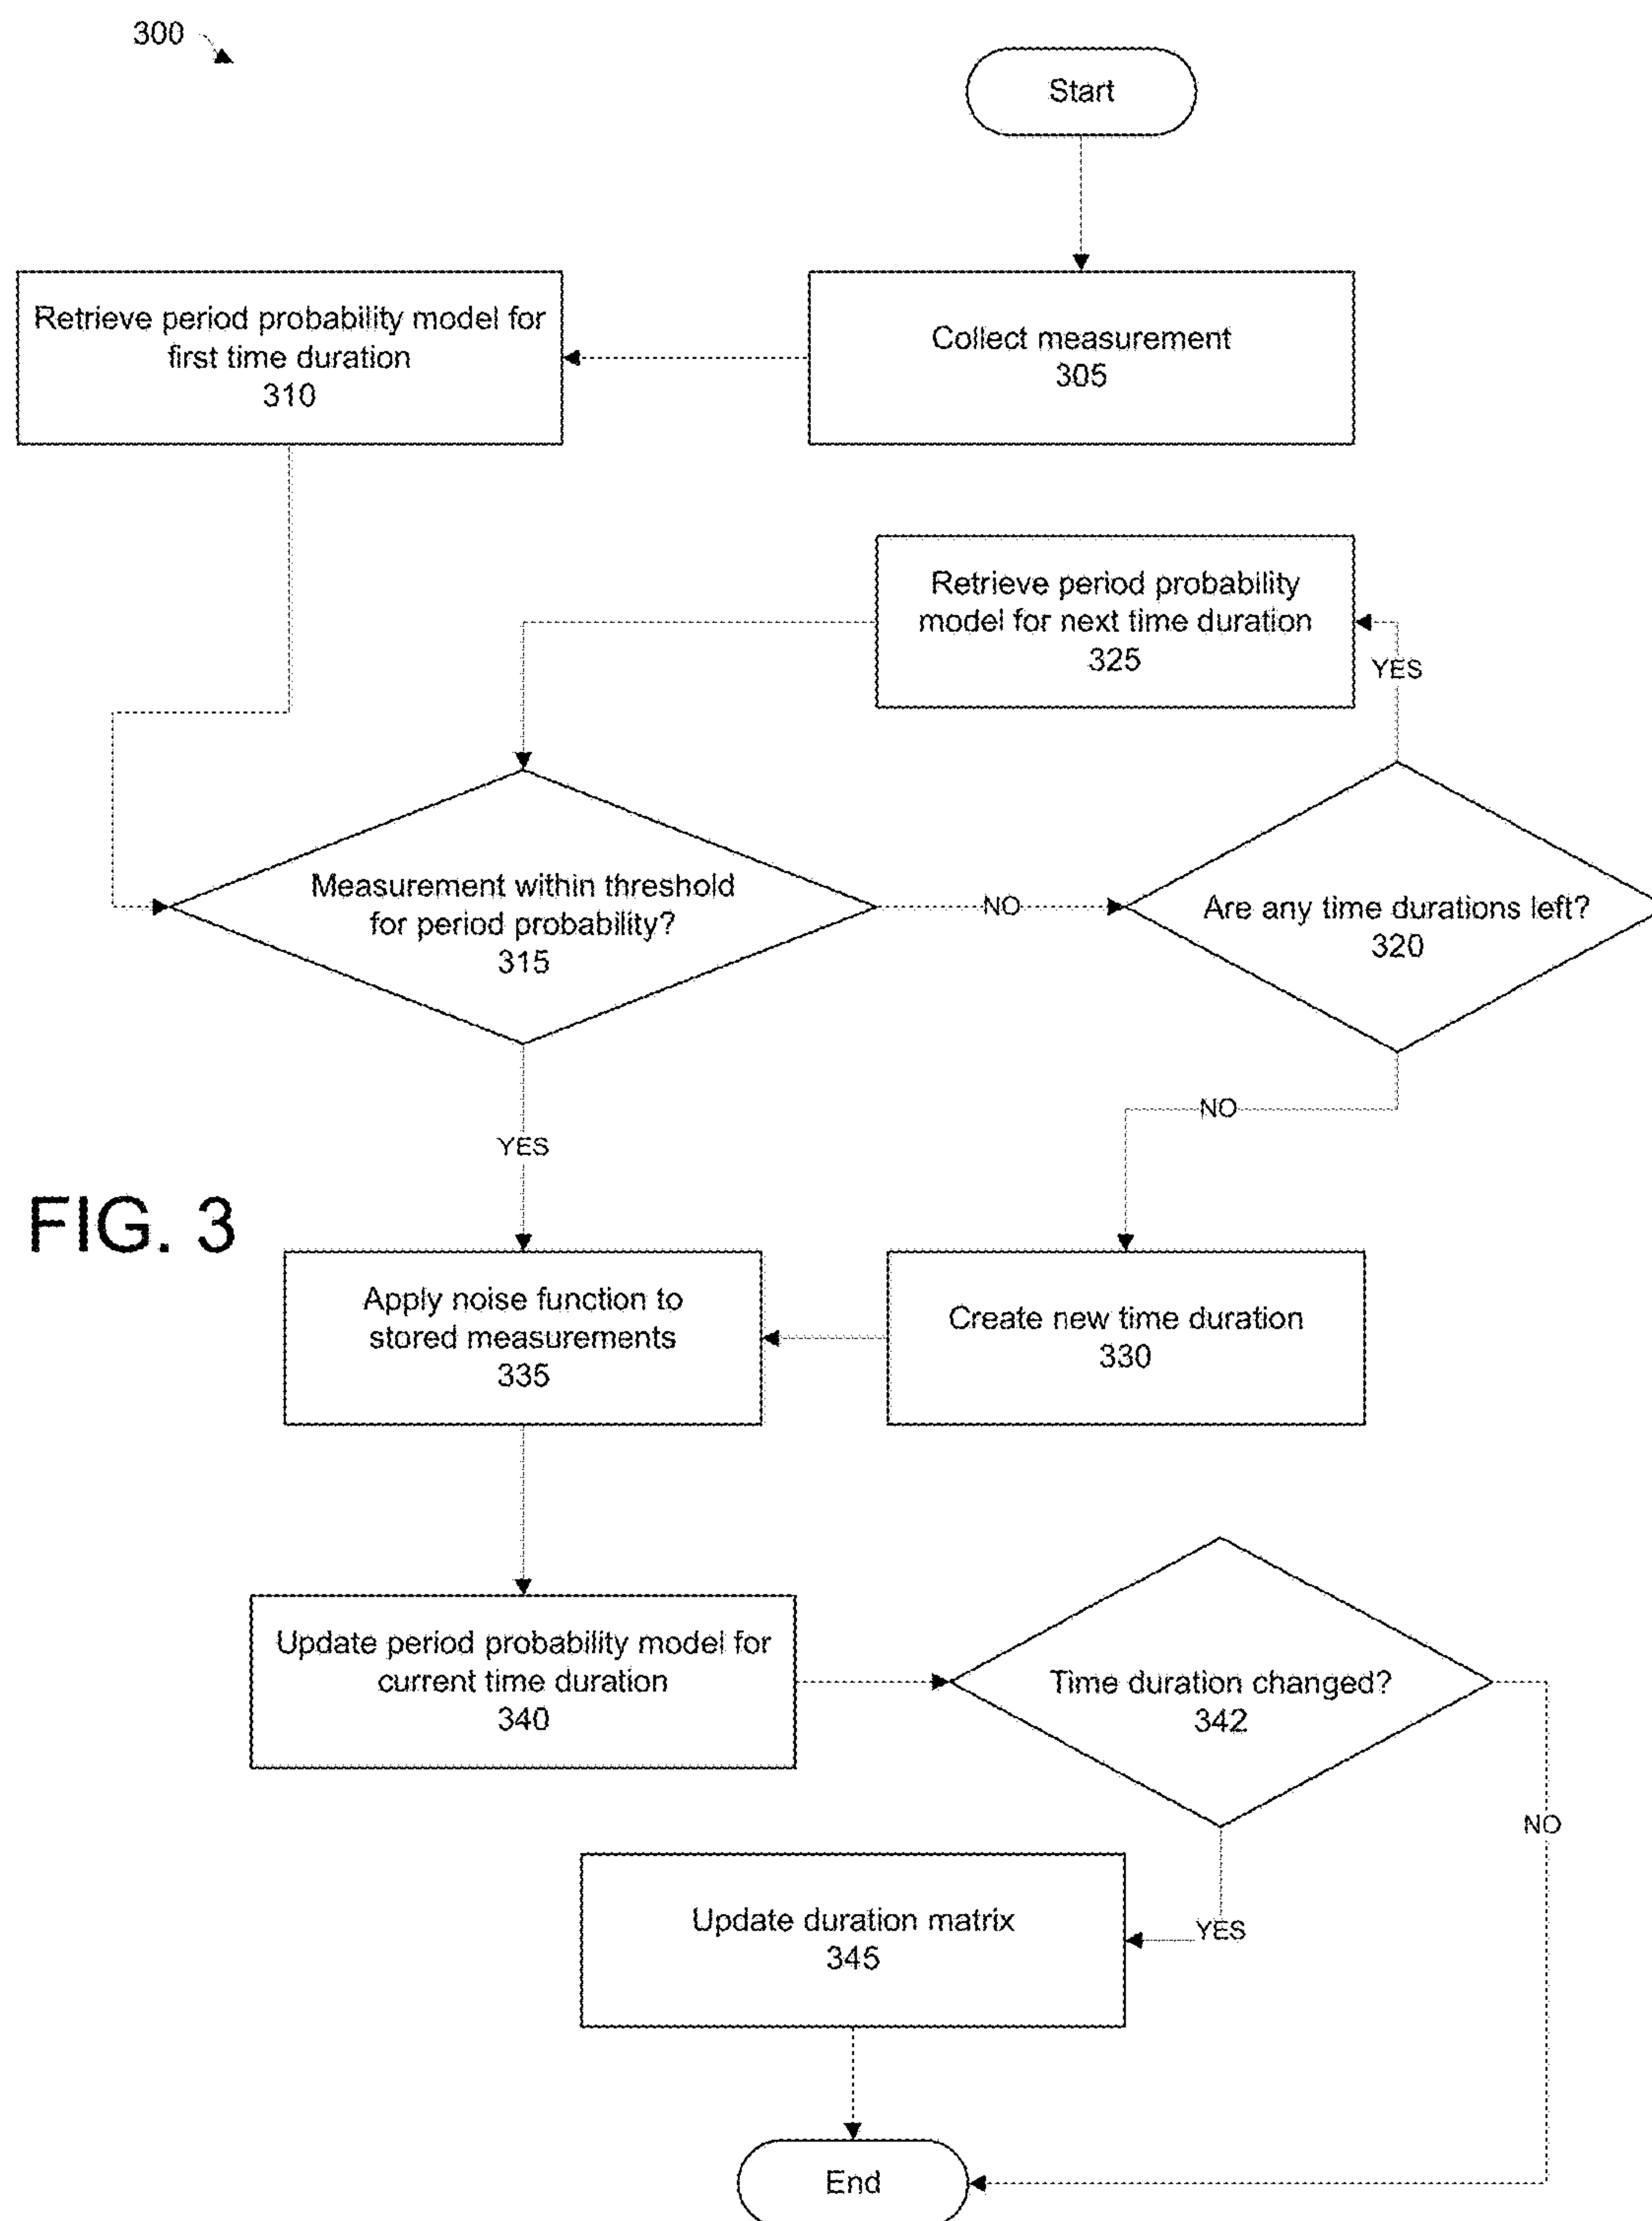 300
Start
Retrieve period probability model for
first time duration
310
Collect measurement
305
Retrieve period probability
model for next time duration
325
YES
Measurement within threshold
for period probability?
315
NO
Are any time durations left?
320
NO
YES
FIG. 3
Apply noise function to
stored measurements
335
Create new time duration
330
Update period probability model for
current time duration
340
Time duration changed?
342
NO
Update duration matrix
345
YES
End